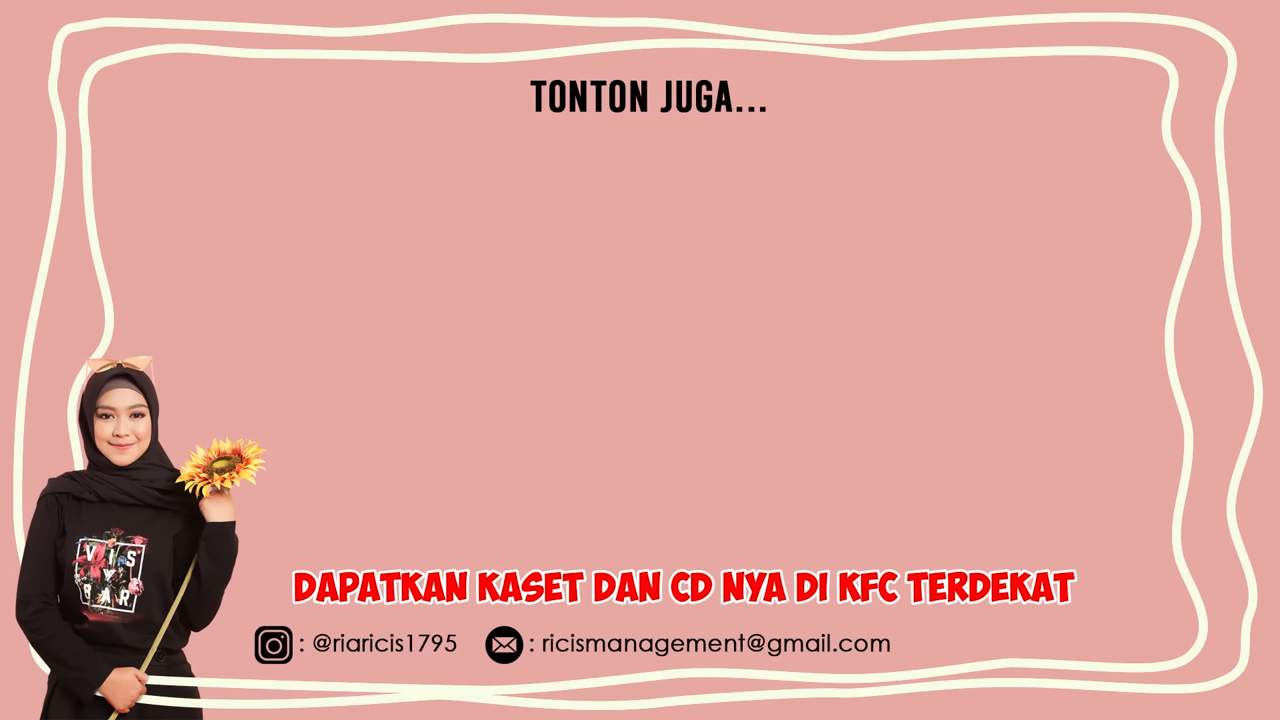 TONTON JUGA...
DAPATKAN KASET DAN CD NYA DI KFC TERDEKAT
: @riaricis1795 : ricismanagement@gmail.com